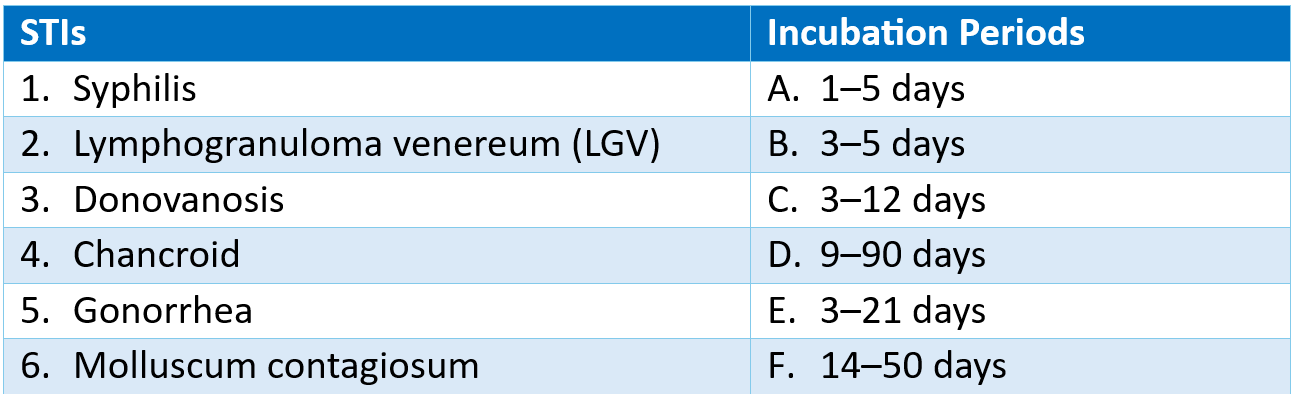 STIs Incubation Periods
1. Syphilis A. 1–5 days
2. Lymphogranuloma venereum (LGV) B. 3–5 days
3. Donovanosis C. 3–12 days
4. Chancroid D. 9–90 days
5. Gonorrhea E. 3–21 days
6. Molluscum contagiosum F. 14–50 days